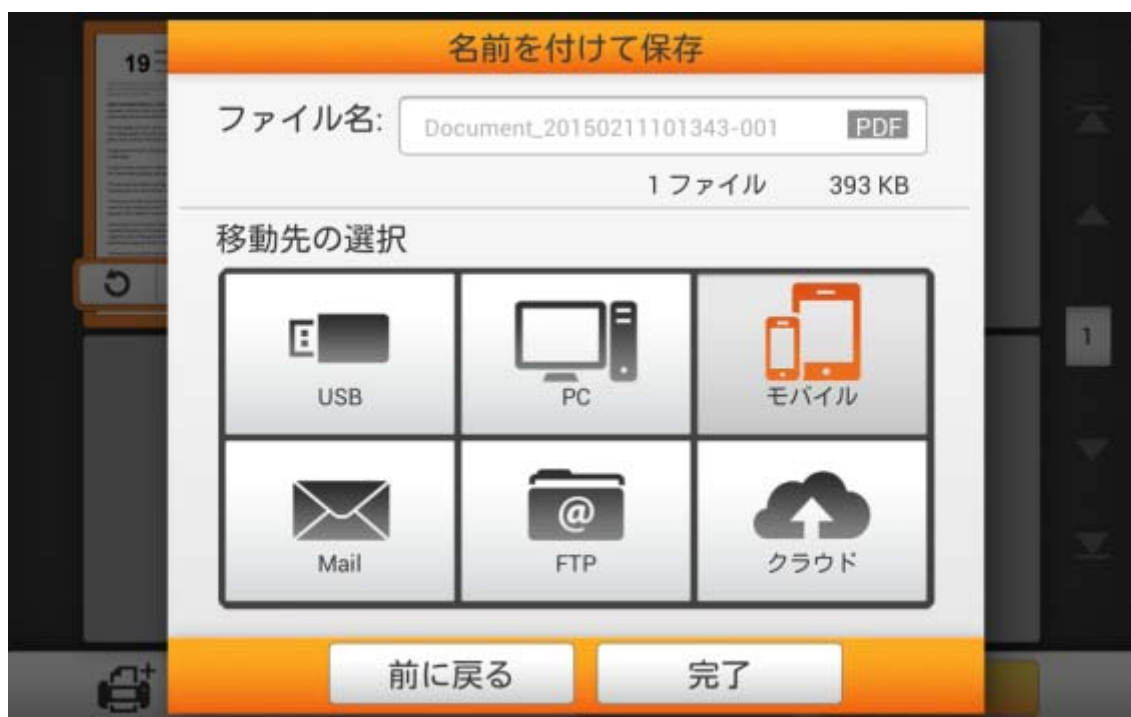 名前を付けて保存
19
ファイル名: Document_20150211101343-001 PDF
1 ファイル 393 KB
移動先の選択
USB PC モバイル
1
Mail FTP クラウド
前に戻る 完了